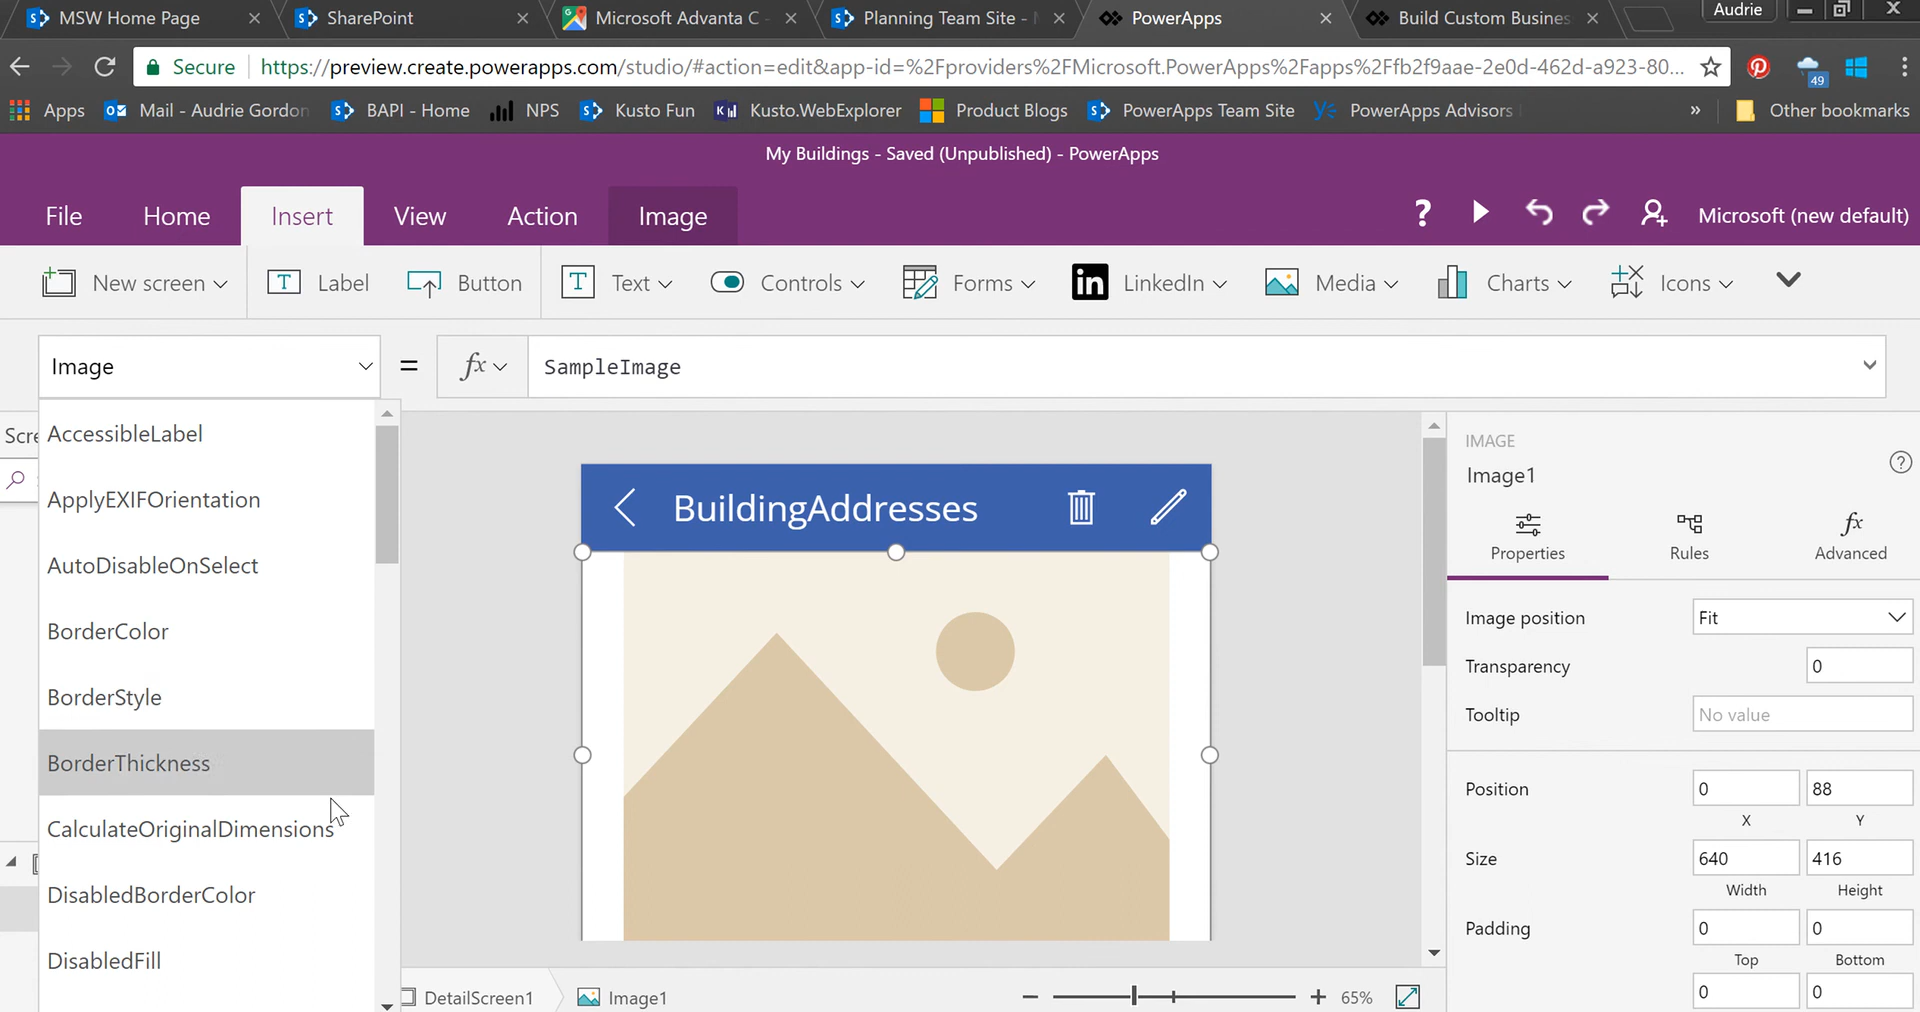 MSW Home Page
SharePoint
Microsoft Advanta C
Planning Team Site -
PowerApps
Build Custom Busines
Audrie
Secure
https://preview.create.powerapps.com/studio/#action=edit&app-id=%2Fproviders%2FMicrosoft.PowerApps%2Fapps%2Ffb2f9aae-2e0d-462d-a923-80...
49
Apps
Mail - Audrie Gordon
BAPI - Home
NPS
Kusto Fun
Kusto.WebExplorer
Product Blogs
PowerApps Team Site
PowerApps Advisors
»
Other bookmarks
My Buildings - Saved (Unpublished) - PowerApps
File
Home
Insert
View
Action
Image
?
Microsoft (new default)
New screen
Label
Button
Text
Controls
Forms
LinkedIn
Media
Charts
Icons
Image
=
fx
SampleImage
Scre
AccessibleLabel
ApplyEXIFOrientation
AutoDisableOnSelect
BorderColor
BorderStyle
BorderThickness
CalculateOriginalDimensions
DisabledBorderColor
DisabledFill
BuildingAddresses
DetailScreen1
Image1
65%
IMAGE
Image1
Properties
Rules
fx
Advanced
Image position
Fit
Transparency
0
Tooltip
No value
Position
0
88
X
Y
Size
640
416
Width
Height
Padding
0
0
Top
Bottom
0
0